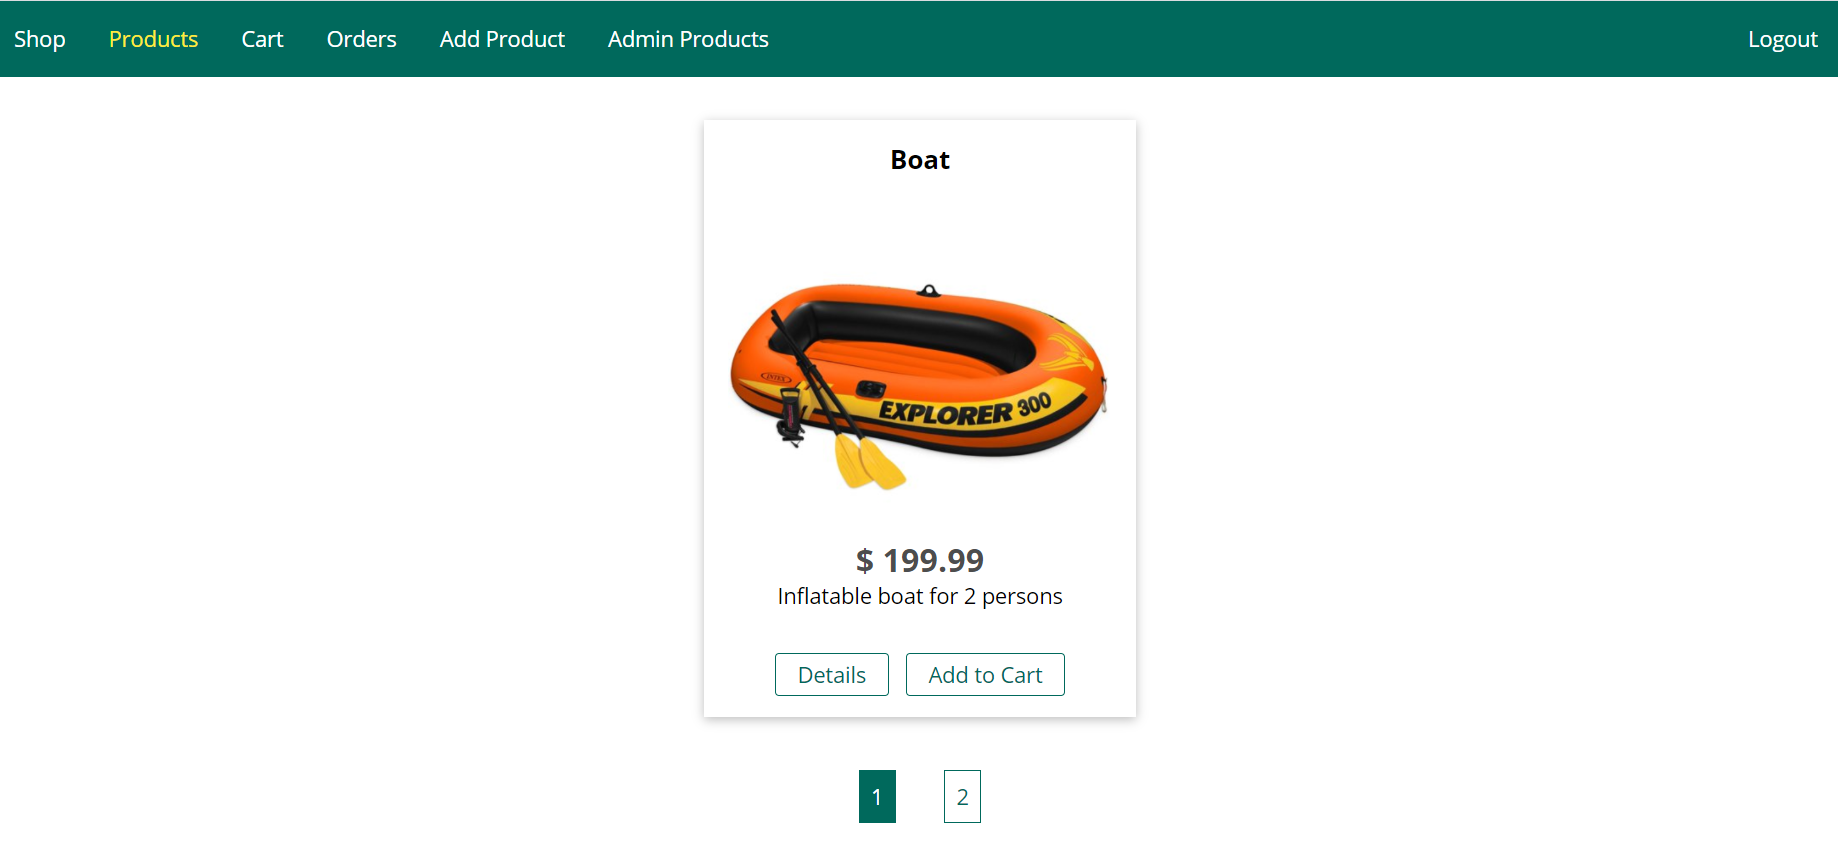 Shop Products Cart Orders Add Product Admin Products Logout
Boat
INTEX
EXPLORER 300
$ 199.99
Inflatable boat for 2 persons
Details Add to Cart
1 2